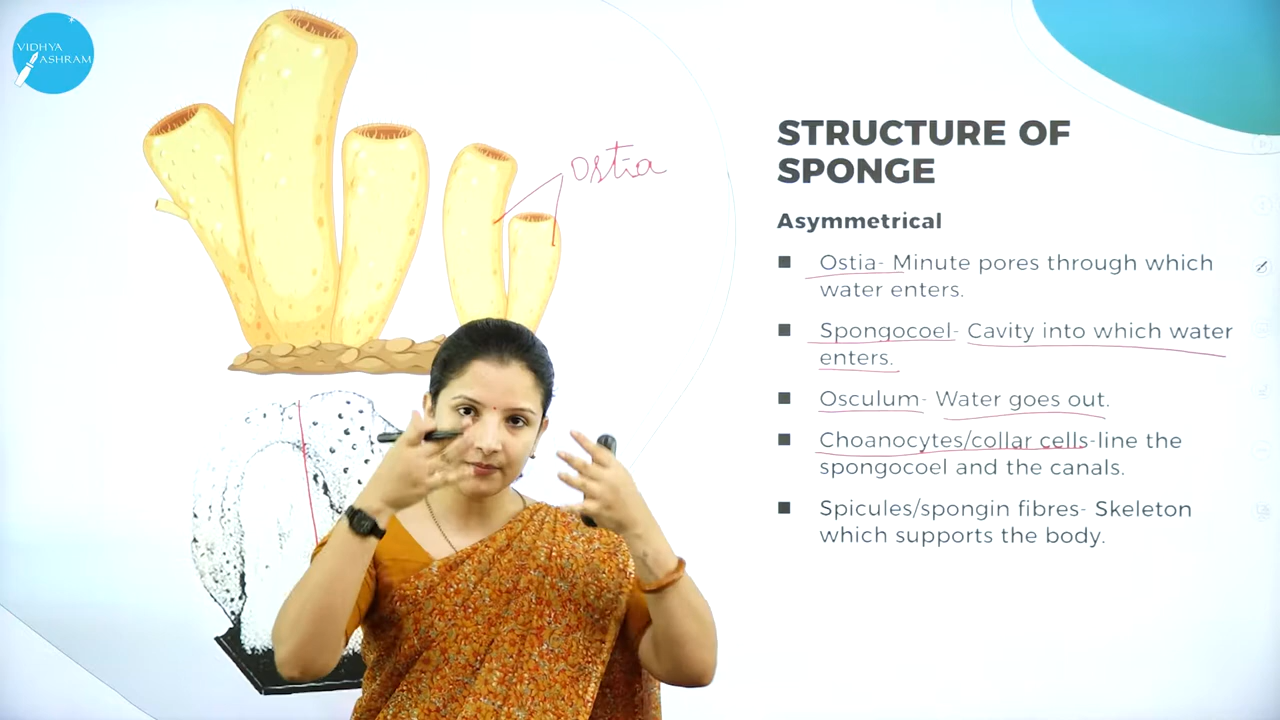 VIDHYA
ASHRAM
Ostia
STRUCTURE OF
SPONGE
Asymmetrical
■ Ostia- Minute pores through which
water enters.
■ Spongocoel- Cavity into which water
enters.
■ Osculum- Water goes out.
■ Choanocytes/collar cells-line the
spongocoel and the canals.
■ Spicules/spongin fibres- Skeleton
which supports the body.